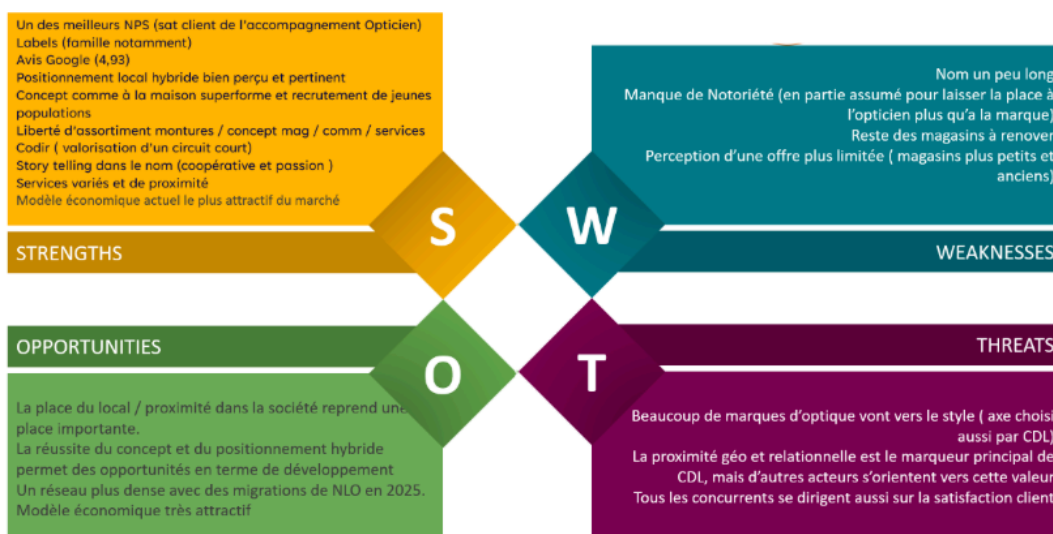 Un des meilleurs NPS (sat client de l'accompagnement Opticien)
Labels (famille notamment)
Avis Google (4,93)
Positionnement local hybride bien perçu et pertinent
Concept comme à la maison superforme et recrutement de jeunes
populations
Liberté d'assortiment montures / concept mag / comm / services
Codir ( valorisation d'un circuit court)
Story telling dans le nom (coopérative et passion )
Services variés et de proximité
Modèle économique actuel le plus attractif du marché
S
STRENGTHS
Nom un peu long
Manque de Notoriété (en partie assumé pour laisser la place à
l'opticien plus qu'a la marque)
Reste des magasins à renover
Perception d'une offre plus limitée ( magasins plus petits et
anciens)
W
WEAKNESSES
OPPORTUNITIES
O
La place du local / proximité dans la société reprend une
place importante.
La réussite du concept et du positionnement hybride
permet des opportunités en terme de développement
Un réseau plus dense avec des migrations de NLO en 2025.
Modèle économique très attractif
THREATS
T
Beaucoup de marques d'optique vont vers le style ( axe choisi
aussi par CDL)
La proximité géo et relationnelle est le marqueur principal de
CDL, mais d'autres acteurs s'orientent vers cette valeur
Tous les concurrents se dirigent aussi sur la satisfaction client